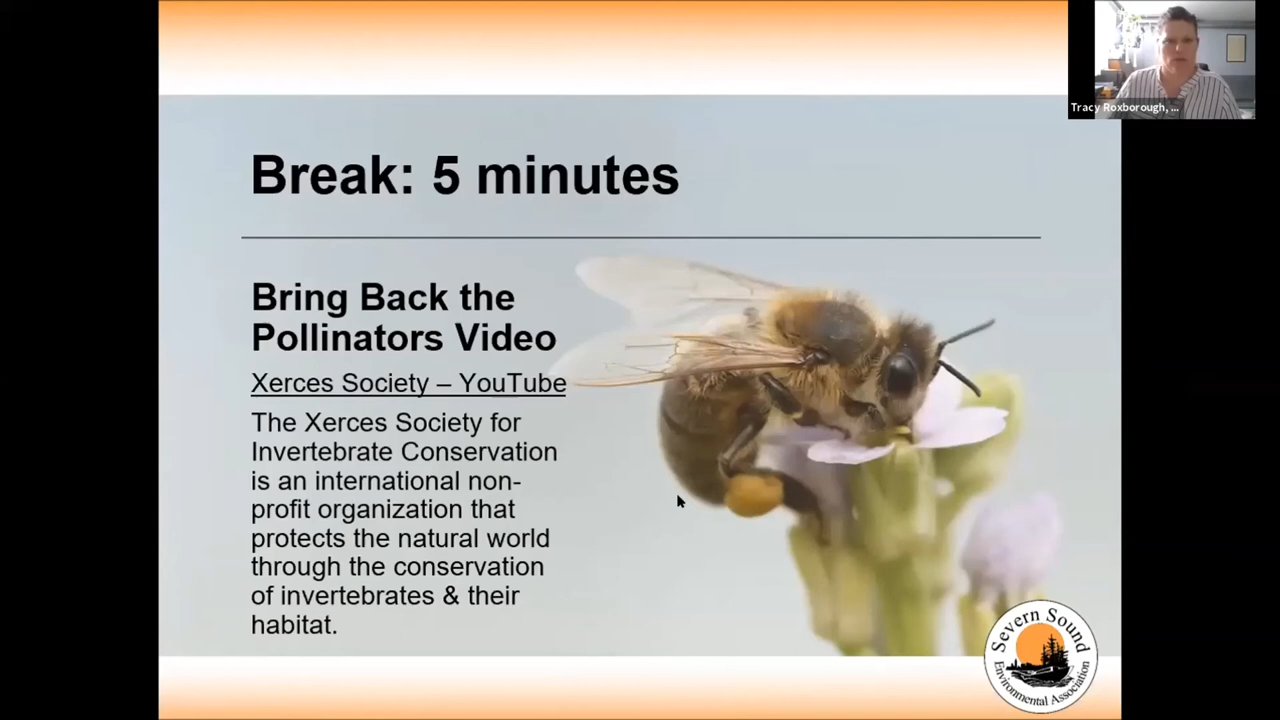 Break: 5 minutes
Bring Back the
Pollinators Video
Xerces Society – YouTube
The Xerces Society for
Invertebrate Conservation
is an international non-
profit organization that
protects the natural world
through the conservation
of invertebrates & their
habitat.
Tracy Roxborough, ...
Severn Sound
Environmental Association